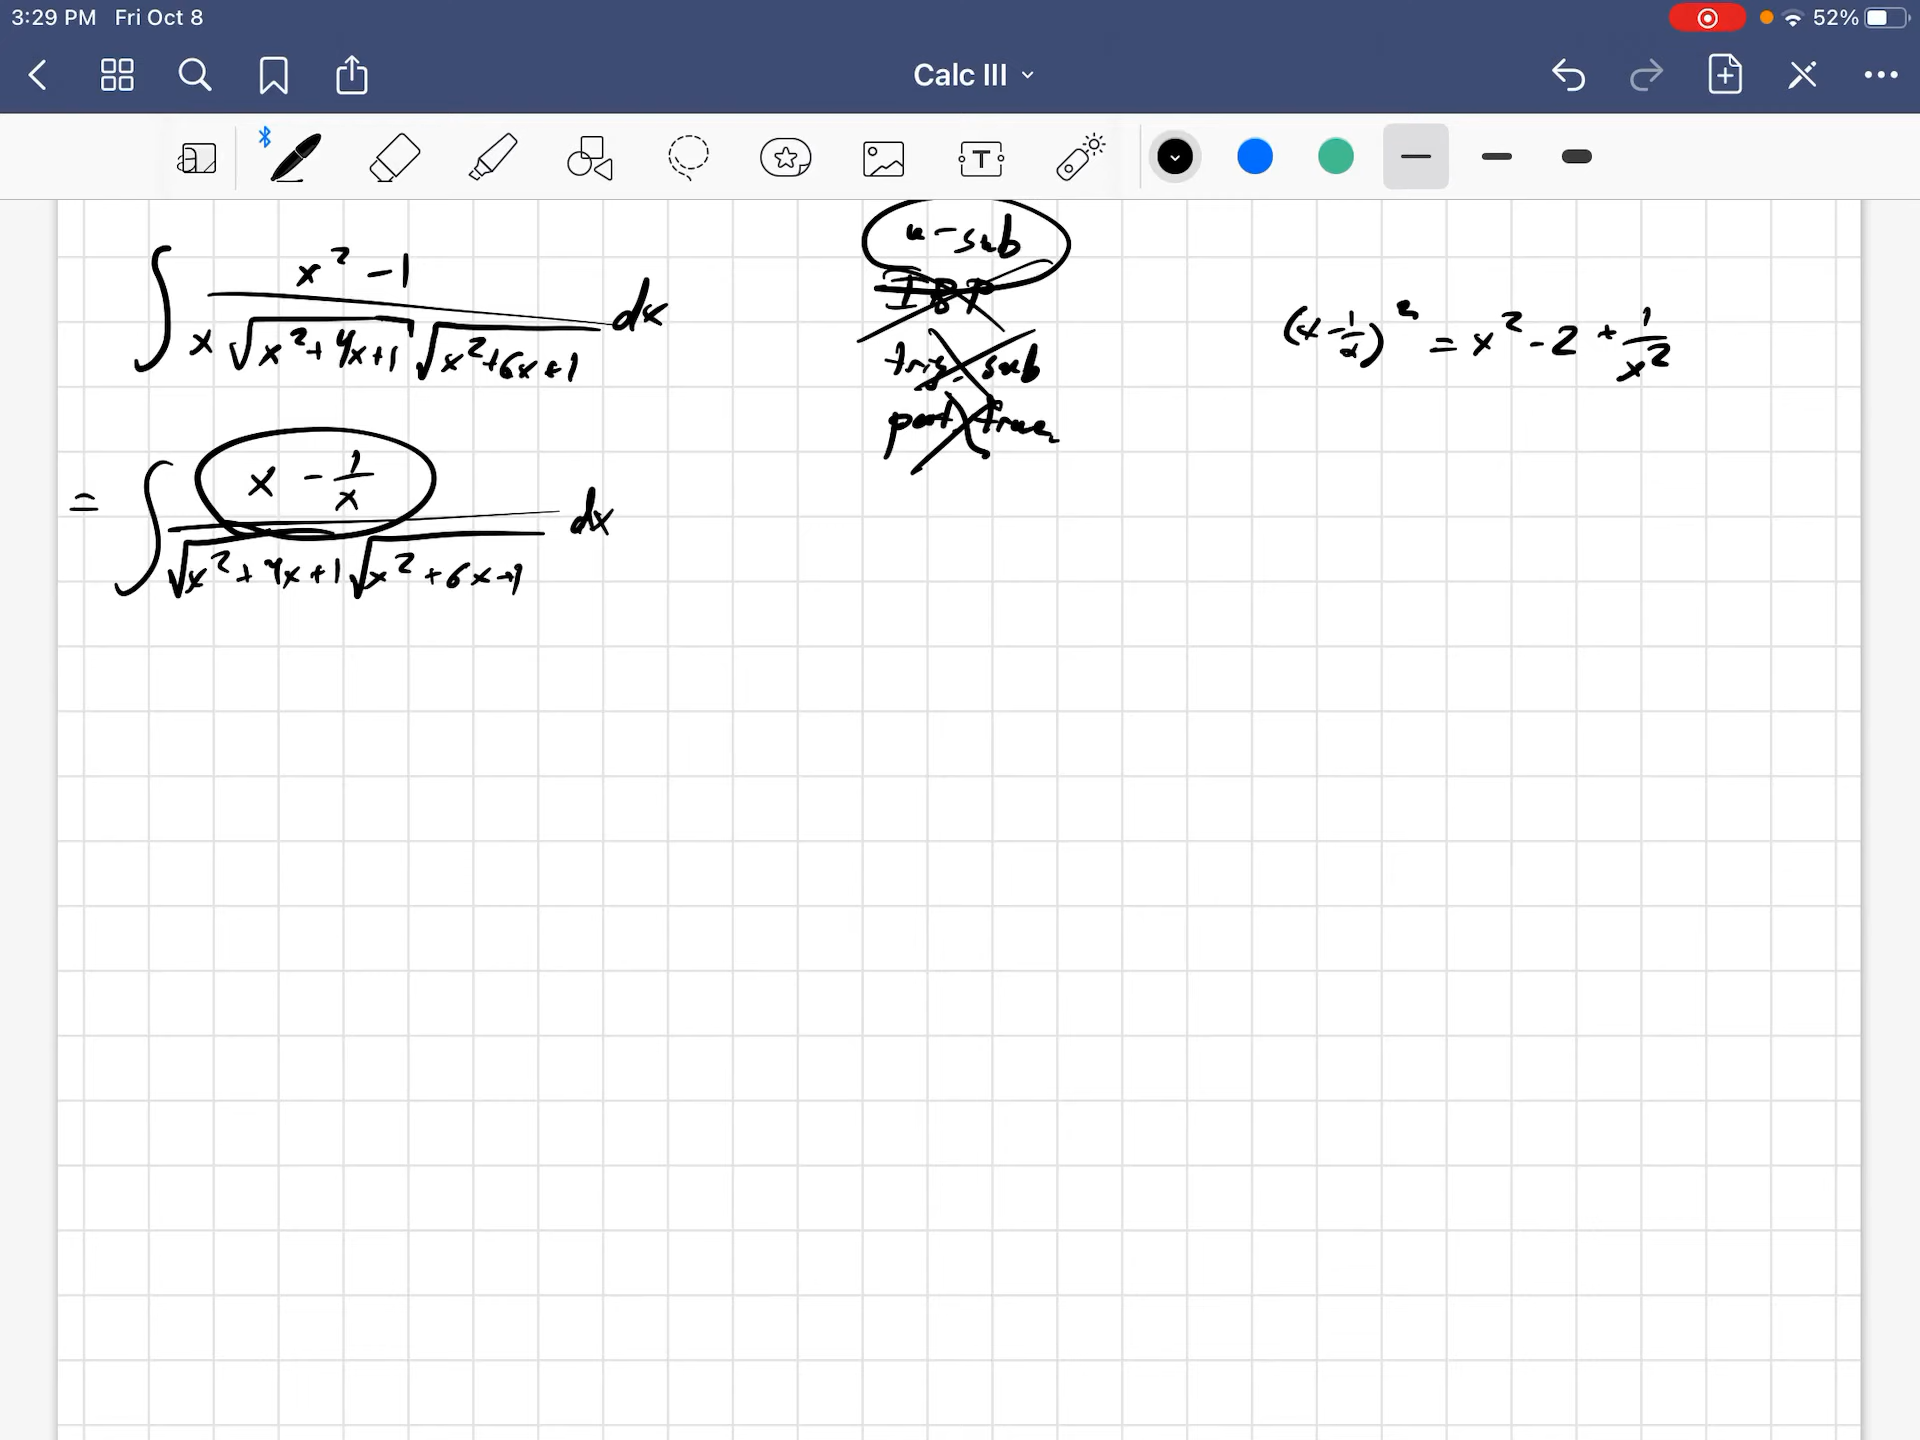 3:29 PM Fri Oct 8 52%
Calc III
∫ (x² - 1) / (x √(x² + 4x + 1) √(x² + 6x + 1)) dx
u-sub
IBP
trig. sub
part. frac
(x - 1/x)² = x² - 2 + 1/x²
= ∫ (x - 1/x) / (√(x² + 4x + 1) √(x² + 6x + 1)) dx